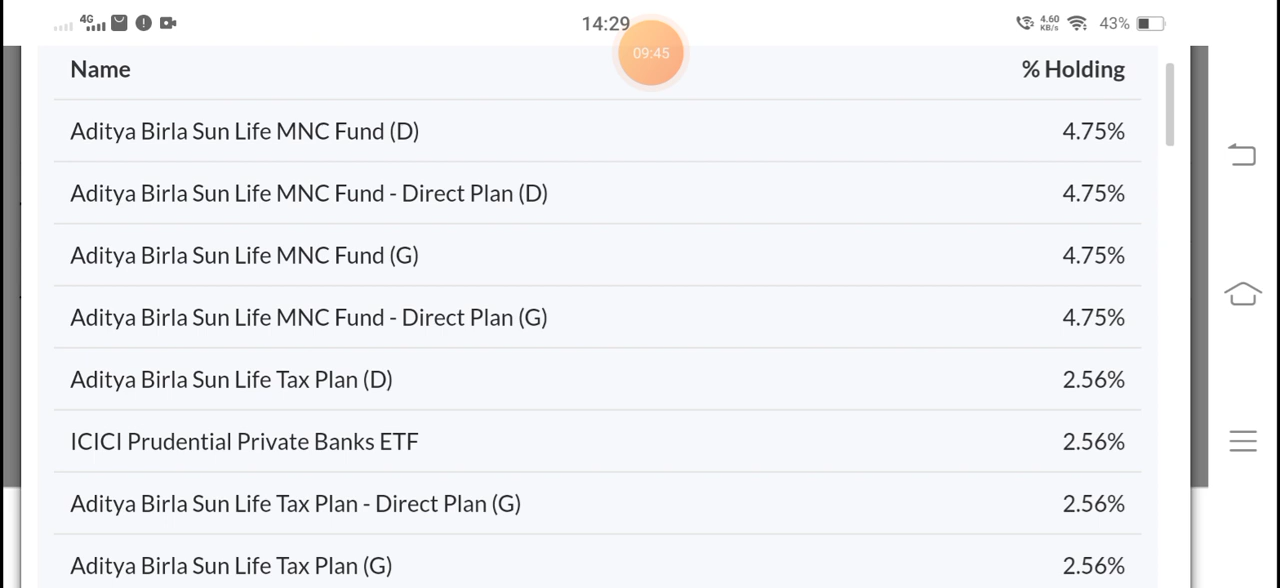 4G 14:29 4.60 KB/s 43%
09:45
Name % Holding
Aditya Birla Sun Life MNC Fund (D) 4.75%
Aditya Birla Sun Life MNC Fund - Direct Plan (D) 4.75%
Aditya Birla Sun Life MNC Fund (G) 4.75%
Aditya Birla Sun Life MNC Fund - Direct Plan (G) 4.75%
Aditya Birla Sun Life Tax Plan (D) 2.56%
ICICI Prudential Private Banks ETF 2.56%
Aditya Birla Sun Life Tax Plan - Direct Plan (G) 2.56%
Aditya Birla Sun Life Tax Plan (G) 2.56%